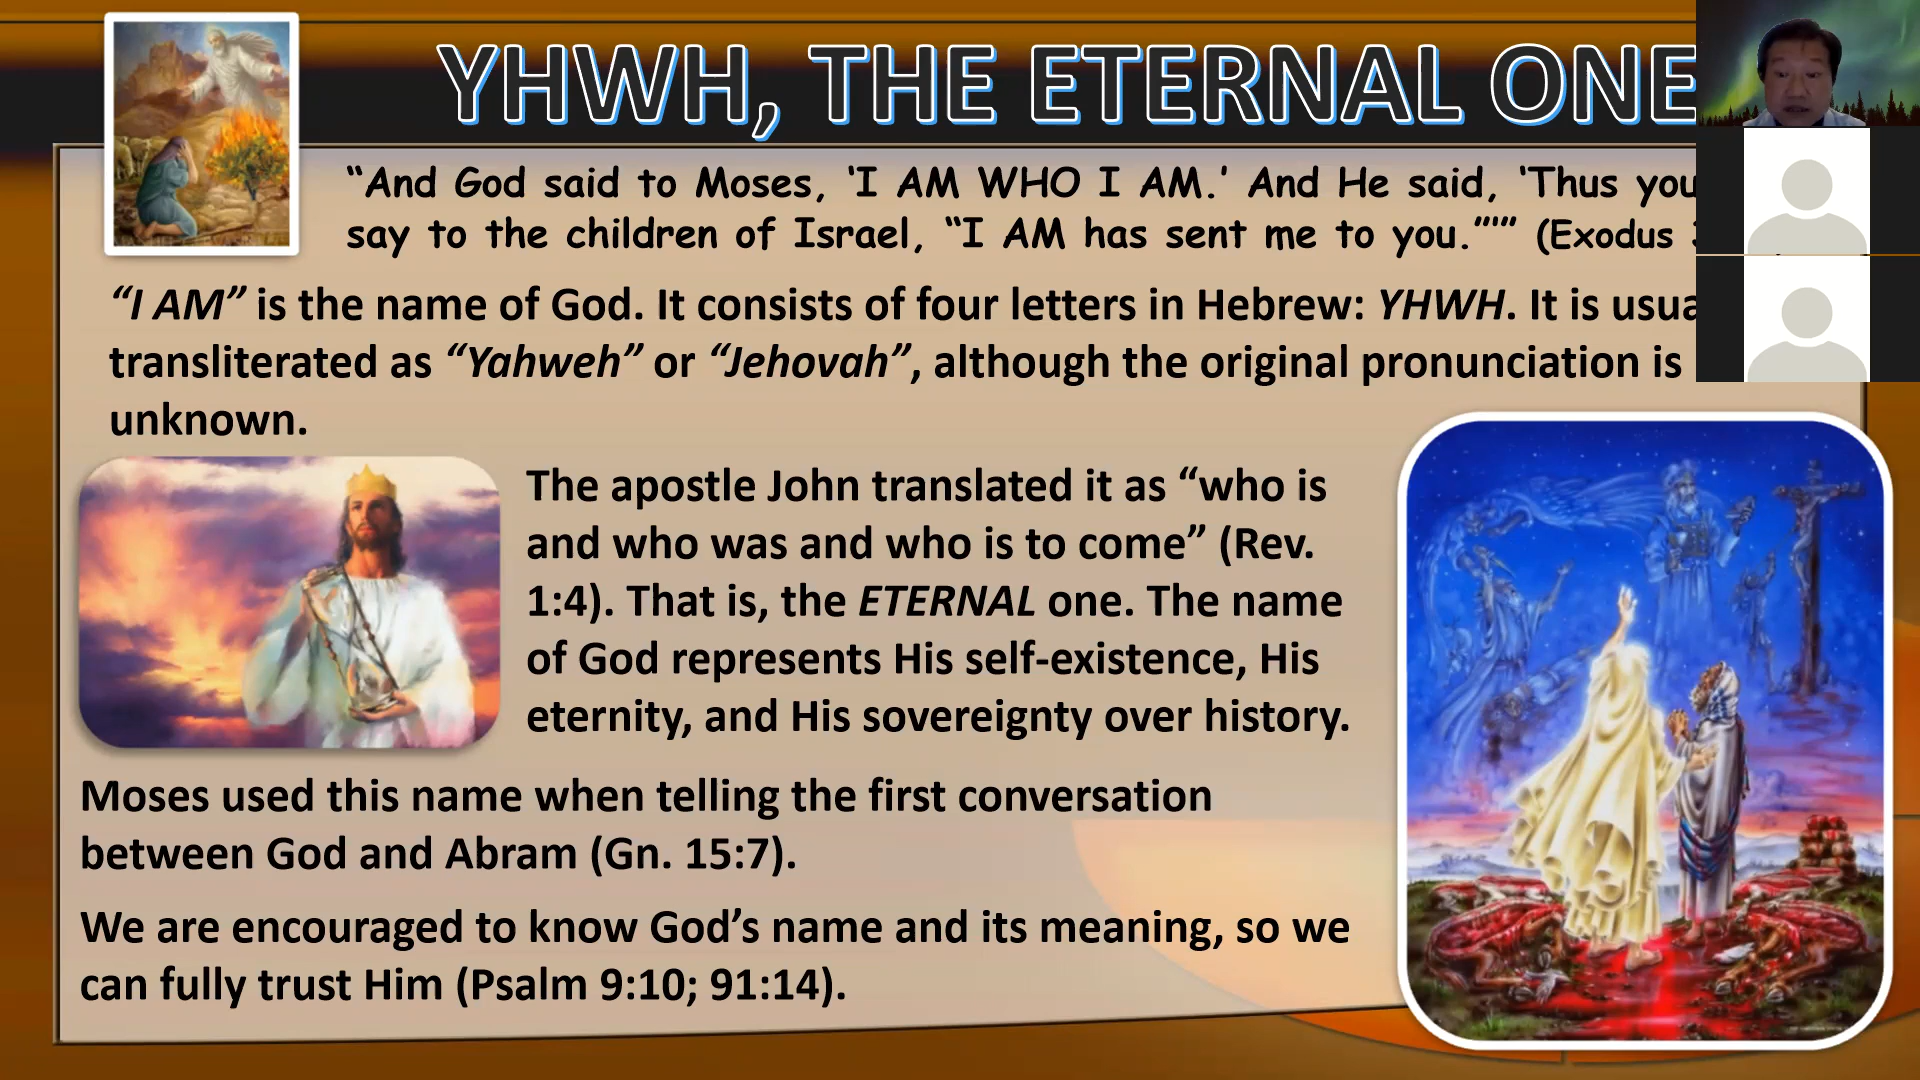 YHWH, THE ETERNAL ONE
“And God said to Moses, ‘I AM WHO I AM.’ And He said, ‘Thus you
say to the children of Israel, “I AM has sent me to you.”’” (Exodus
“I AM” is the name of God. It consists of four letters in Hebrew: YHWH. It is
transliterated as “Yahweh” or “Jehovah”, although the original pronunciation is
unknown.
The apostle John translated it as “who is
and who was and who is to come” (Rev.
1:4). That is, the ETERNAL one. The name
of God represents His self-existence, His
eternity, and His sovereignty over history.
Moses used this name when telling the first conversation
between God and Abram (Gn. 15:7).
We are encouraged to know God’s name and its meaning, so we
can fully trust Him (Psalm 9:10; 91:14).